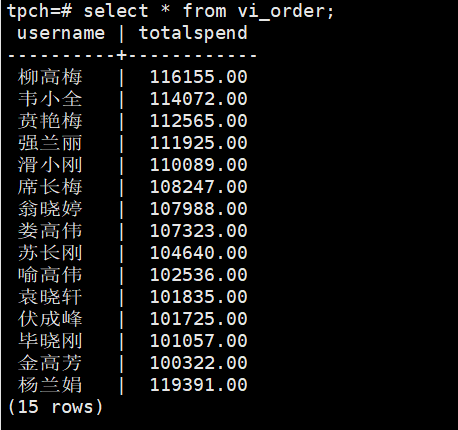 tpch=# select * from vi_order;
 username | totalspend
----------+------------
 柳高梅   |  116155.00
 韦小全   |  114072.00
 贲艳梅   |  112565.00
 强兰丽   |  111925.00
 滑小刚   |  110089.00
 席长梅   |  108247.00
 翁晓婷   |  107988.00
 娄高伟   |  107323.00
 苏长刚   |  104640.00
 喻高伟   |  102536.00
 袁晓轩   |  101835.00
 伏成峰   |  101725.00
 毕晓刚   |  101057.00
 金高芳   |  100322.00
 杨兰娟   |  119391.00
(15 rows)